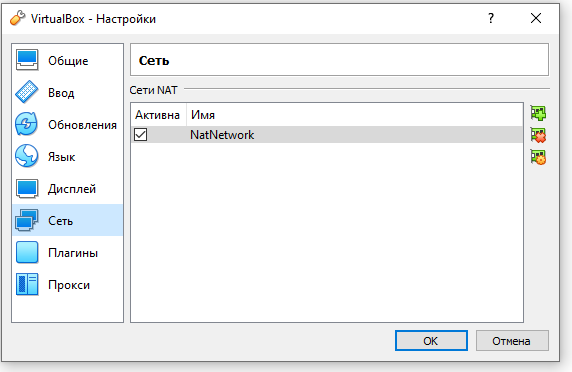 VirtualBox - Настройки
?
Общие
Ввод
Обновления
Язык
Дисплей
Сеть
Плагины
Прокси
Сеть
Сети NAT
Активна Имя
NatNetwork
OK Отмена